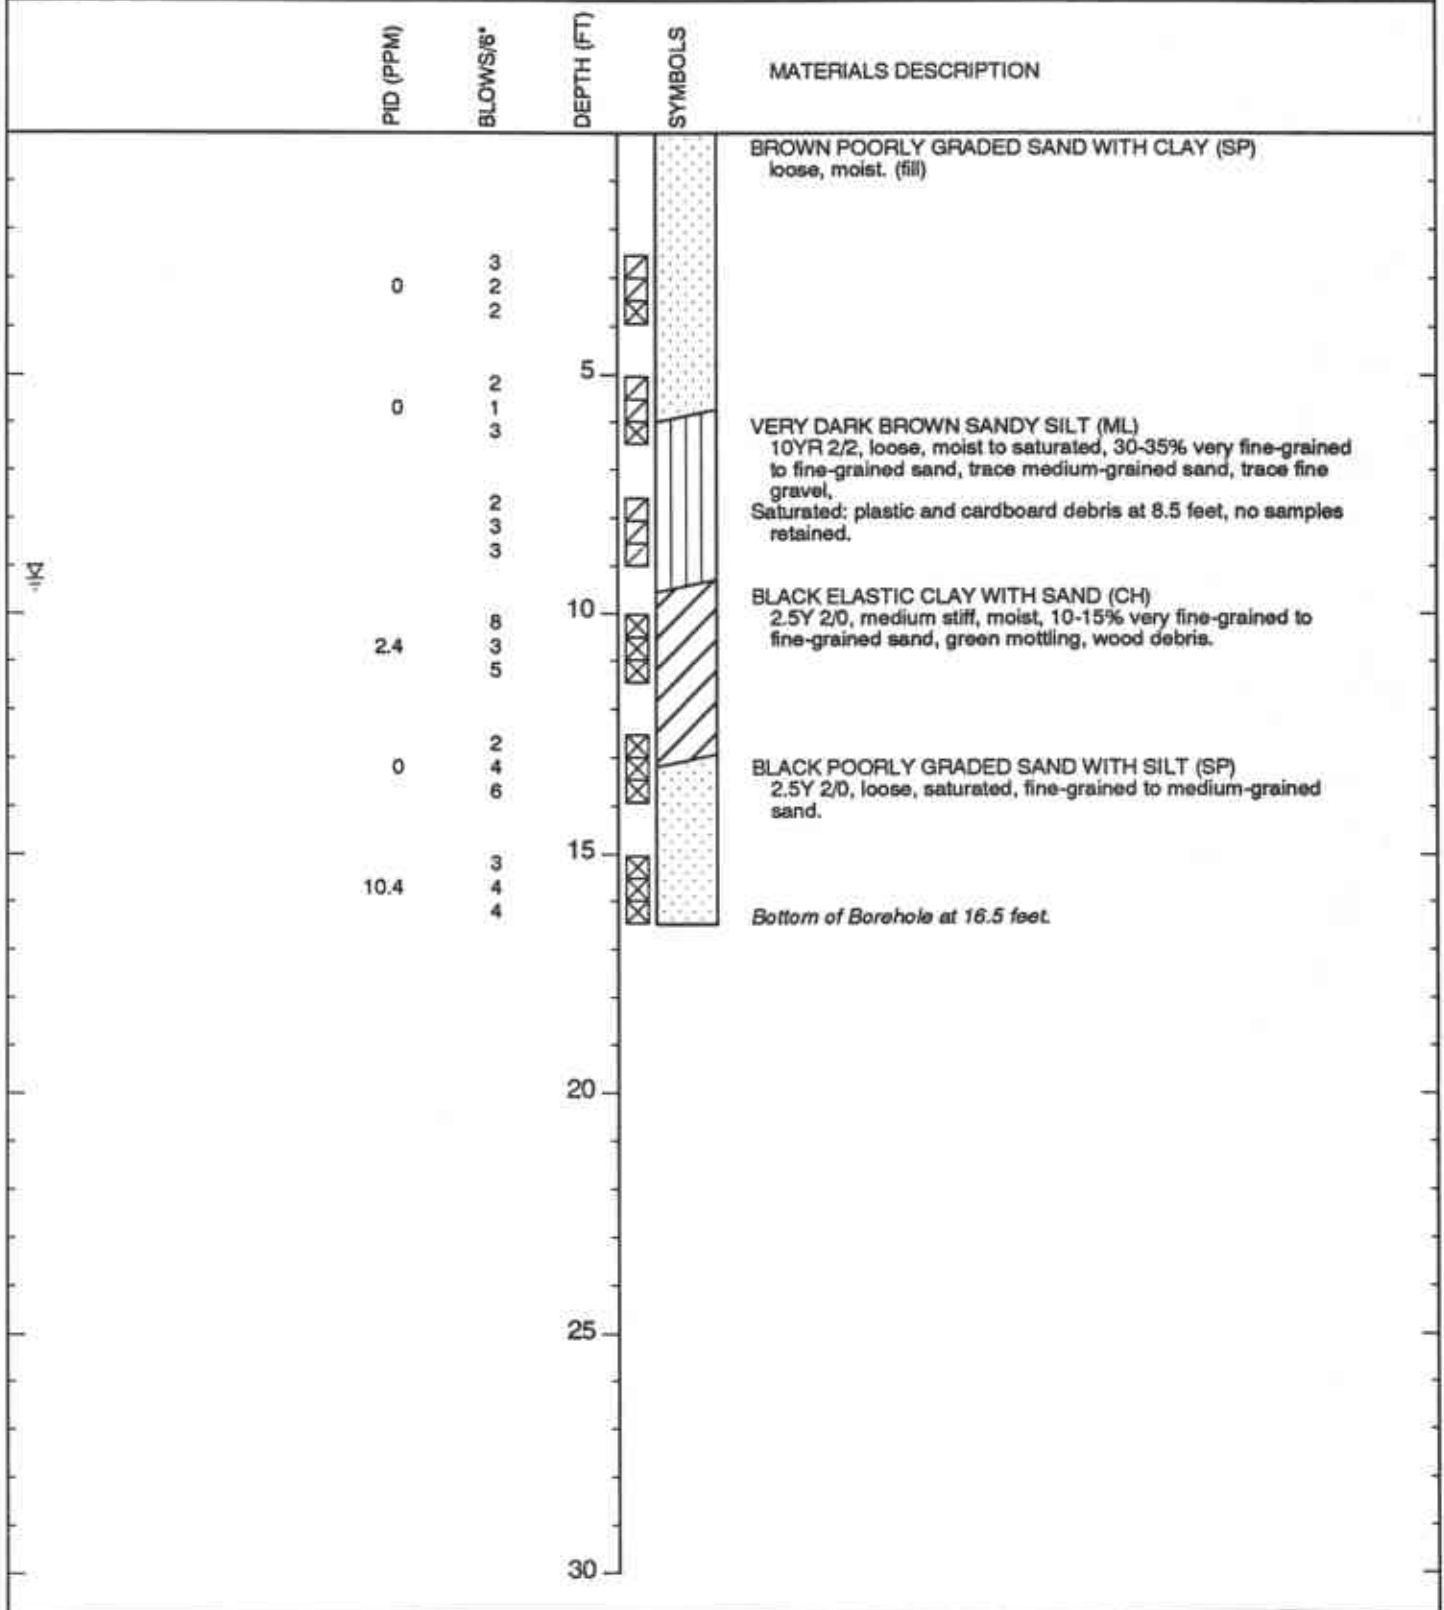 PID (PPM) BLOWS/6" DEPTH (FT) SYMBOLS MATERIALS DESCRIPTION
BROWN POORLY GRADED SAND WITH CLAY (SP)
loose, moist. (fill)
3
0 2
2
5
2
0 1
3
VERY DARK BROWN SANDY SILT (ML)
10YR 2/2, loose, moist to saturated, 30-35% very fine-grained
to fine-grained sand, trace medium-grained sand, trace fine
gravel,
Saturated: plastic and cardboard debris at 8.5 feet, no samples
retained.
2
3
3
BLACK ELASTIC CLAY WITH SAND (CH)
2.5Y 2/0, medium stiff, moist, 10-15% very fine-grained to
fine-grained sand, green mottling, wood debris.
10
8
2.4 3
5
2
0 4
6
BLACK POORLY GRADED SAND WITH SILT (SP)
2.5Y 2/0, loose, saturated, fine-grained to medium-grained
sand.
15
3
10.4 4
4
Bottom of Borehole at 16.5 feet.
20
25
30